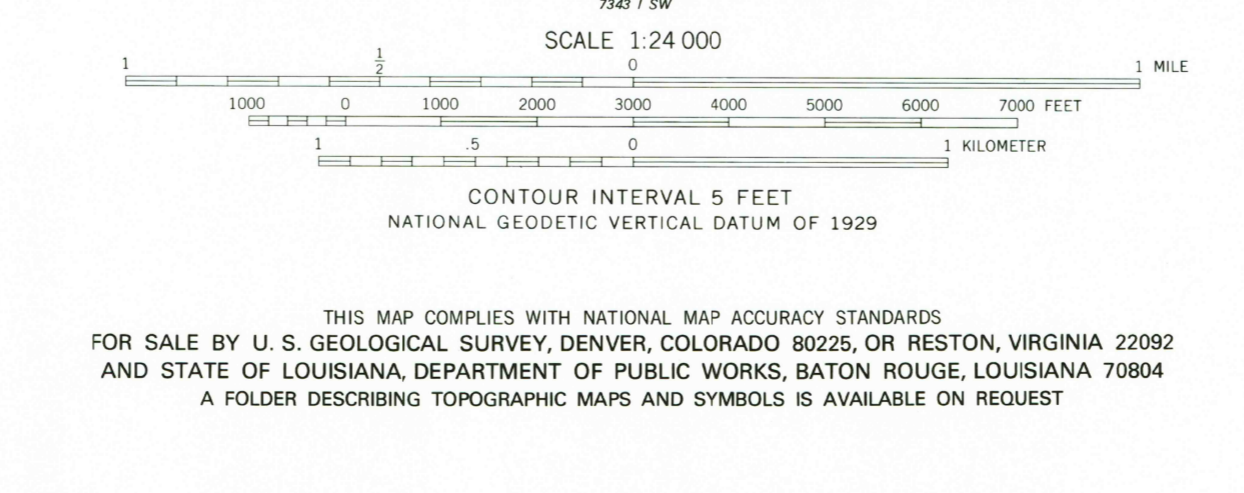 7343 I SW
SCALE 1:24 000
1 1/2 0 1 MILE
1000 0 1000 2000 3000 4000 5000 6000 7000 FEET
1 .5 0 1 KILOMETER
CONTOUR INTERVAL 5 FEET
NATIONAL GEODETIC VERTICAL DATUM OF 1929
THIS MAP COMPLIES WITH NATIONAL MAP ACCURACY STANDARDS
FOR SALE BY U. S. GEOLOGICAL SURVEY, DENVER, COLORADO 80225, OR RESTON, VIRGINIA 22092
AND STATE OF LOUISIANA, DEPARTMENT OF PUBLIC WORKS, BATON ROUGE, LOUISIANA 70804
A FOLDER DESCRIBING TOPOGRAPHIC MAPS AND SYMBOLS IS AVAILABLE ON REQUEST